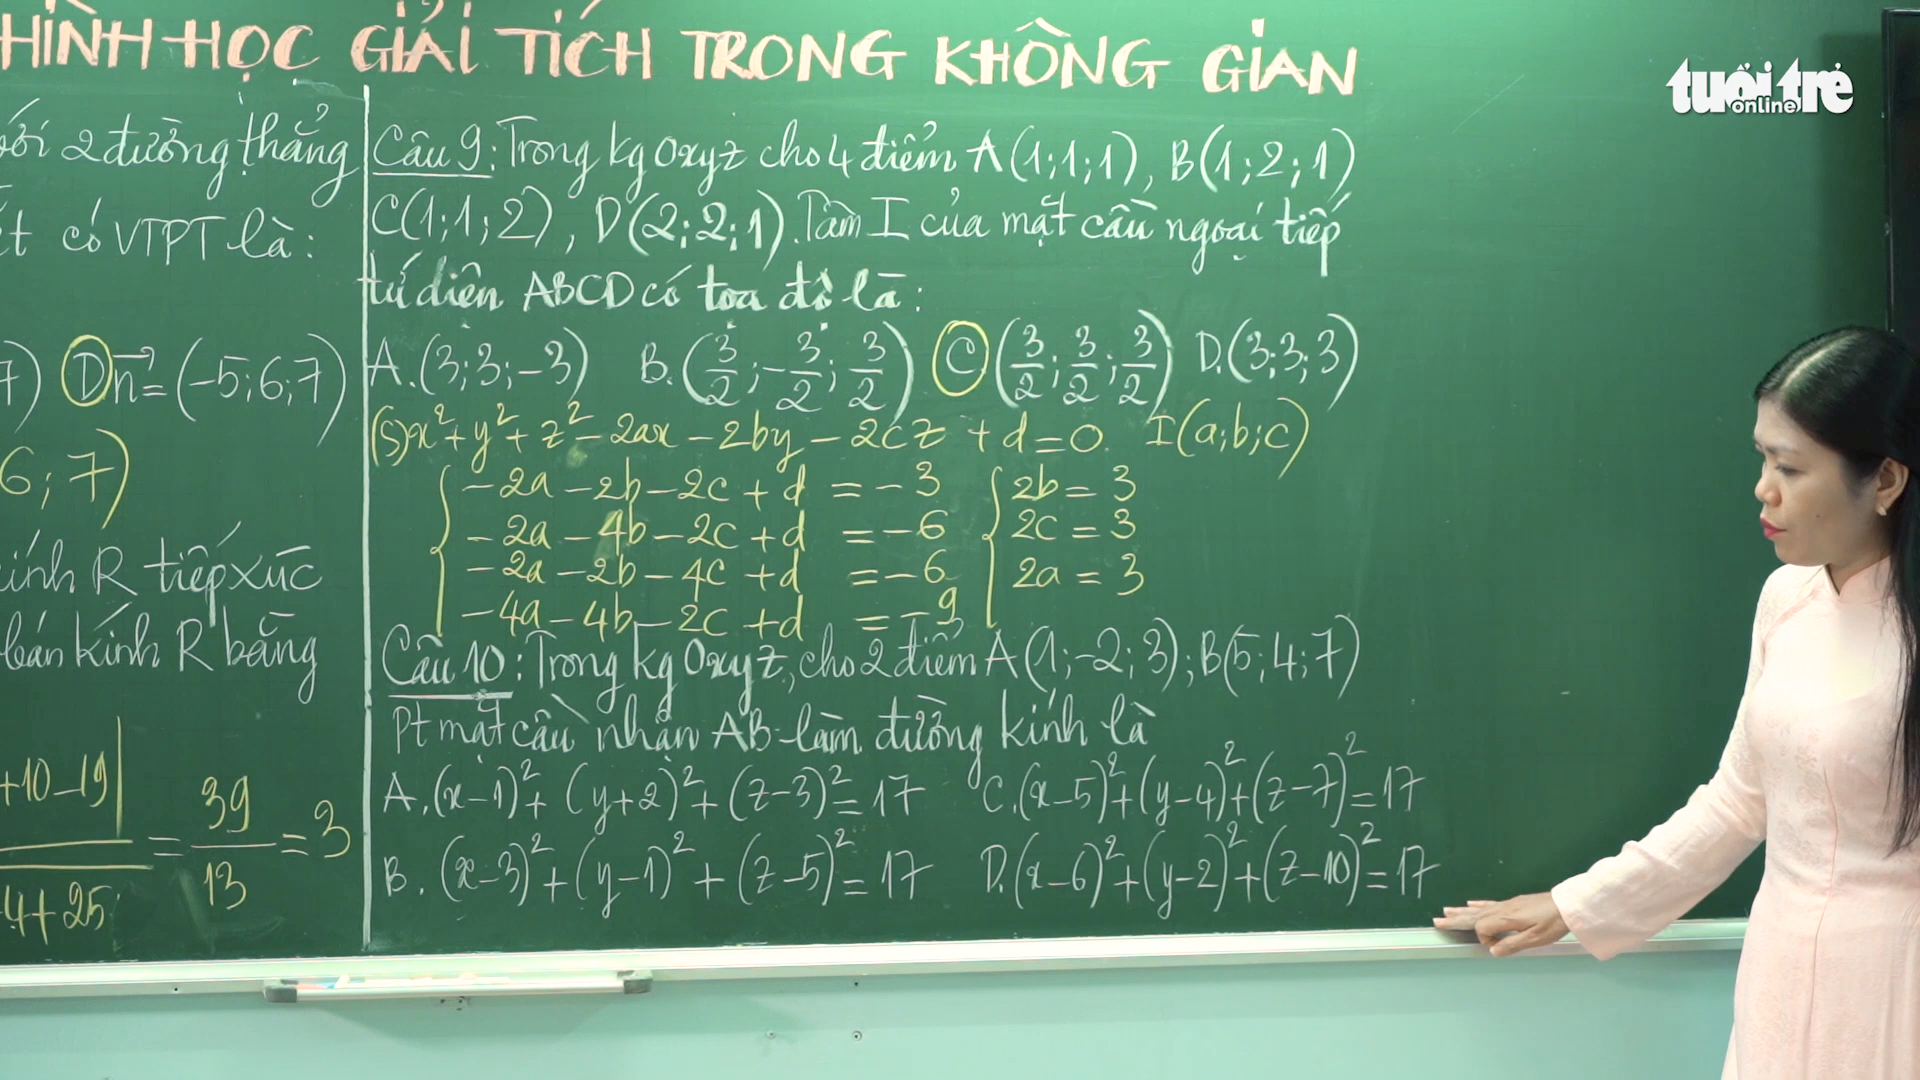 HÌNH HỌC GIẢI TÍCH TRONG KHÔNG GIAN
tuổi trẻ
online
với 2 đường thẳng
có VTPT là:
7) D n⃗ = (-5;6;7)
6;7)
kính R tiếp xúc
bán kính R bằng
+10-19| = 39/13 = 3
4+25
Câu 9: Trong kg Oxyz cho 4 điểm A(1;1;1), B(1;2;1)
C(1;1;2), D(2;2;1). Tâm I của mặt cầu ngoại tiếp
tứ diện ABCD có tọa độ là:
A.(3;3;-3) B.(3/2;-3/2;3/2) C(3/2;3/2;3/2) D.(3;3;3)
(S)x²+y²+z²-2ax-2by-2cz+d=0. I(a;b;c)
-2a-2b-2c+d=-3 2b=3
-2a-4b-2c+d=-6 2c=3
-2a-2b-4c+d=-6 2a=3
-4a-4b-2c+d=-9
Câu 10: Trong kg Oxyz, cho 2 điểm A(1;-2;3);B(5;4;7)
Pt mặt cầu nhận AB làm đường kính là
A.(x-1)²+(y+2)²+(z-3)²=17 C.(x-5)²+(y-4)²+(z-7)²=17
B.(x-3)²+(y-1)²+(z-5)²=17 D.(x-6)²+(y-2)²+(z-10)²=17